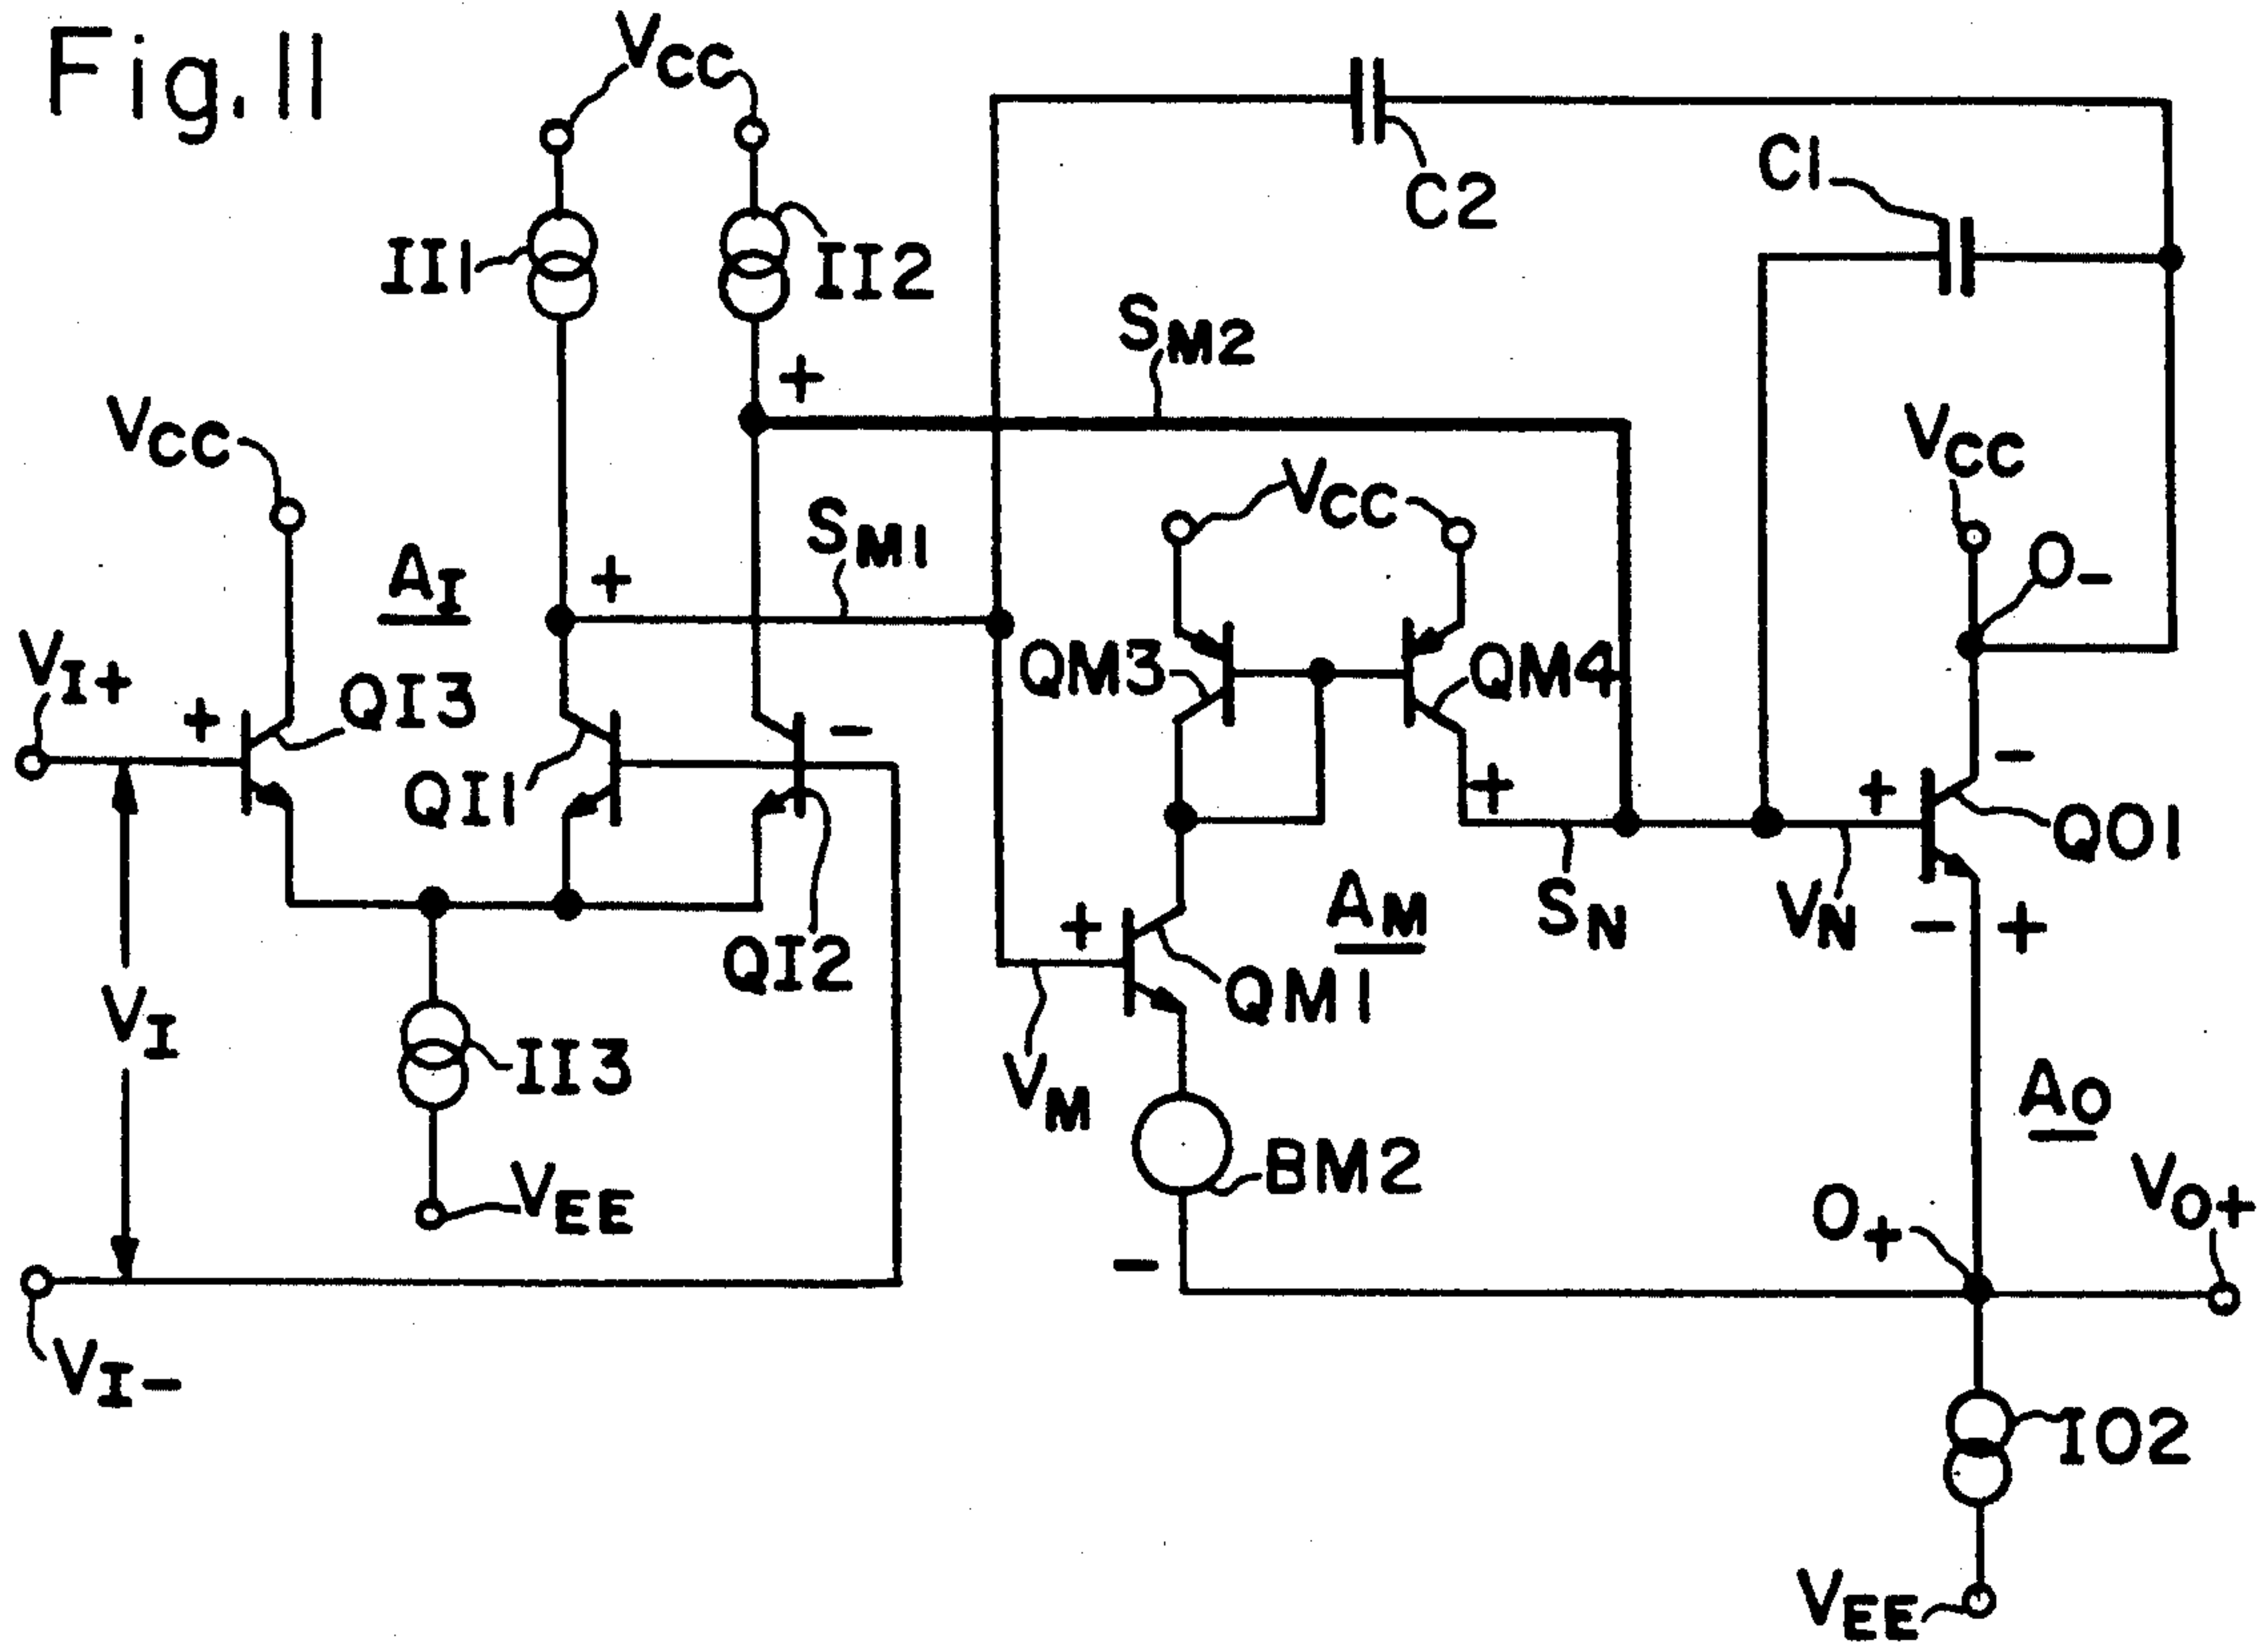 Fig.11
VCC
C1
C2
II1
II2
+
SM2
VCC
VCC
VCC
SM1
O-
AI
+
VI+
QI3
+
QM3
QM4
-
QI1
+
-
+
QO1
SN
VN
AM
+
- +
QI2
QM1
VI
II3
VM
AO
VEE
BM2
VO+
O+
-
VI-
IO2
VEE